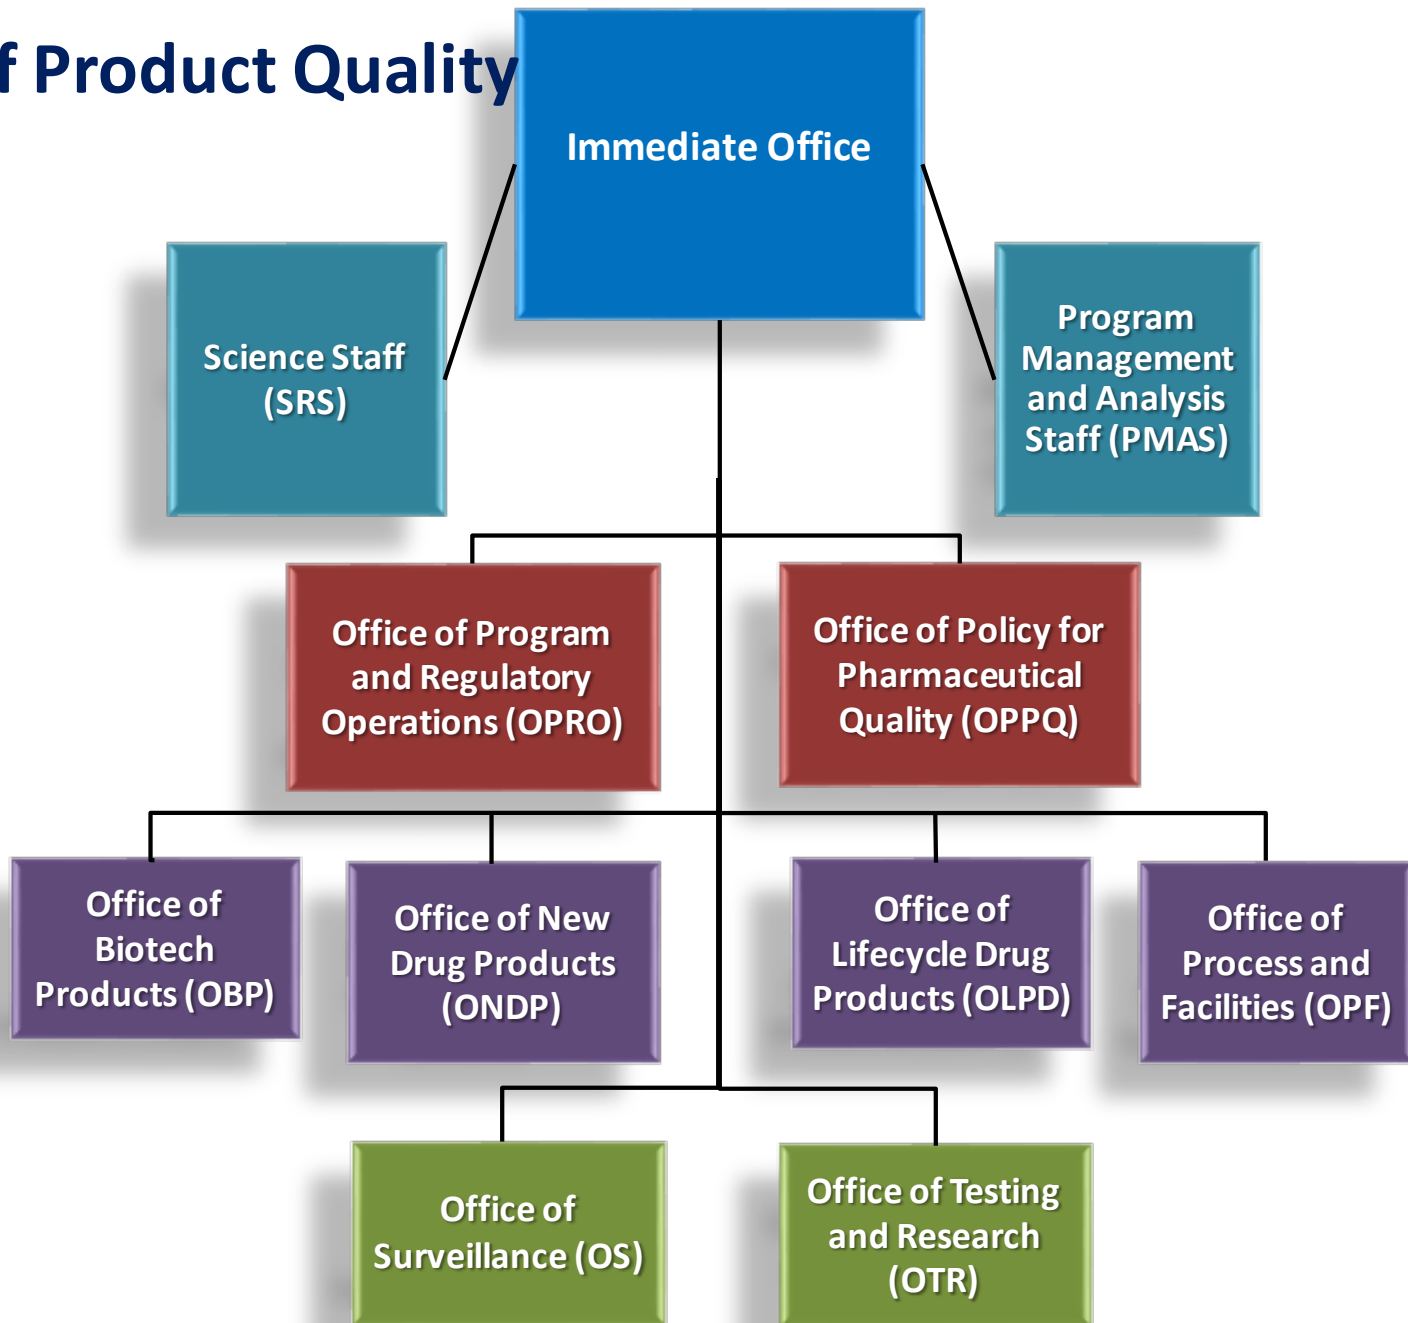 f Product Quality
Immediate Office
Science Staff
(SRS)
Program
Management
and Analysis
Staff (PMAS)
Office of Program
and Regulatory
Operations (OPRO)
Office of Policy for
Pharmaceutical
Quality (OPPQ)
Office of
Biotech
Products (OBP)
Office of New
Drug Products
(ONDP)
Office of
Lifecycle Drug
Products (OLPD)
Office of
Process and
Facilities (OPF)
Office of
Surveillance (OS)
Office of Testing
and Research
(OTR)